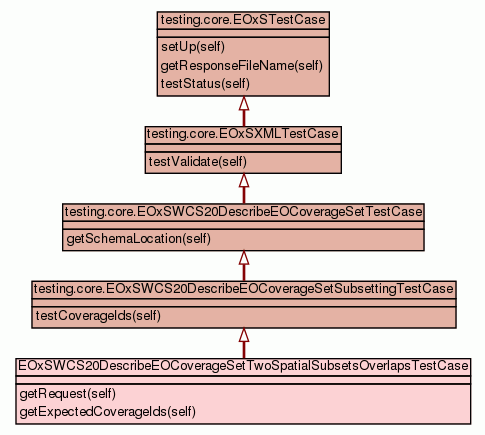 testing.core.EOxSTestCase
setUp(self)
getResponseFileName(self)
testStatus(self)
testing.core.EOxSXMLTestCase
testValidate(self)
testing.core.EOxSWCS20DescribeEOCoverageSetTestCase
getSchemaLocation(self)
testing.core.EOxSWCS20DescribeEOCoverageSetSubsettingTestCase
testCoverageIds(self)
EOxSWCS20DescribeEOCoverageSetTwoSpatialSubsetsOverlapsTestCase
getRequest(self)
getExpectedCoverageIds(self)